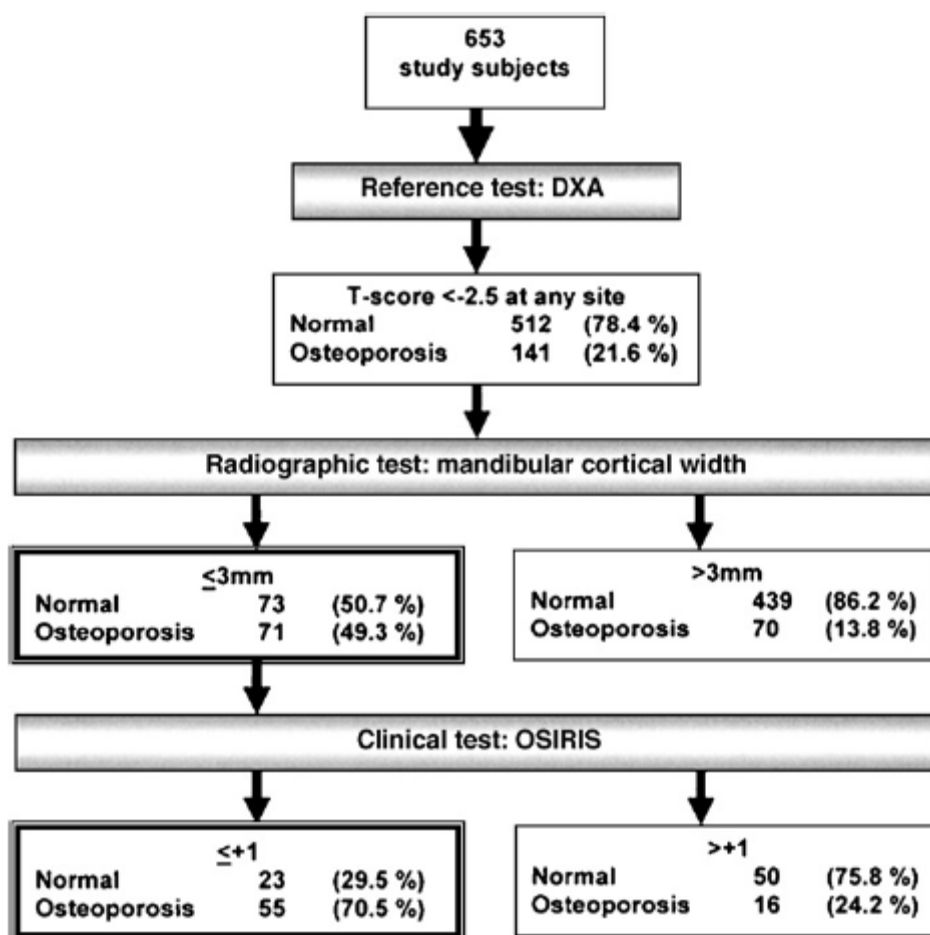 653
study subjects
Reference test: DXA
T-score <-2.5 at any site
Normal 512 (78.4 %)
Osteoporosis 141 (21.6 %)
Radiographic test: mandibular cortical width
≤3mm
Normal 73 (50.7 %)
Osteoporosis 71 (49.3 %)
>3mm
Normal 439 (86.2 %)
Osteoporosis 70 (13.8 %)
Clinical test: OSIRIS
≤+1
Normal 23 (29.5 %)
Osteoporosis 55 (70.5 %)
>+1
Normal 50 (75.8 %)
Osteoporosis 16 (24.2 %)